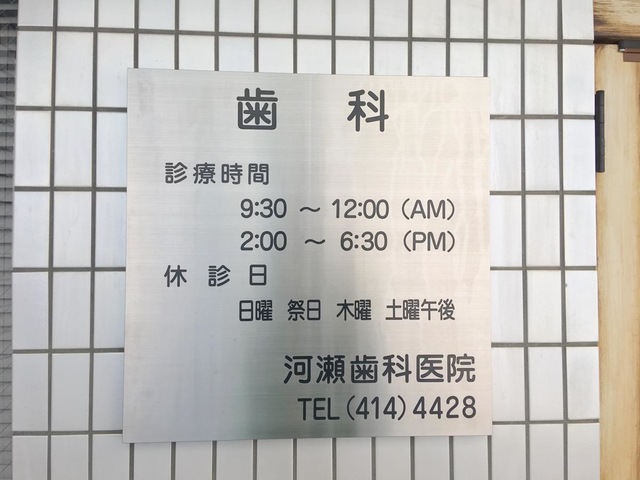 歯科
診療時間
9:30 〜 12:00 (AM)
2:00 〜 6:30 (PM)
休診日
日曜 祭日 木曜 土曜午後
河瀬歯科医院
TEL (414) 4428